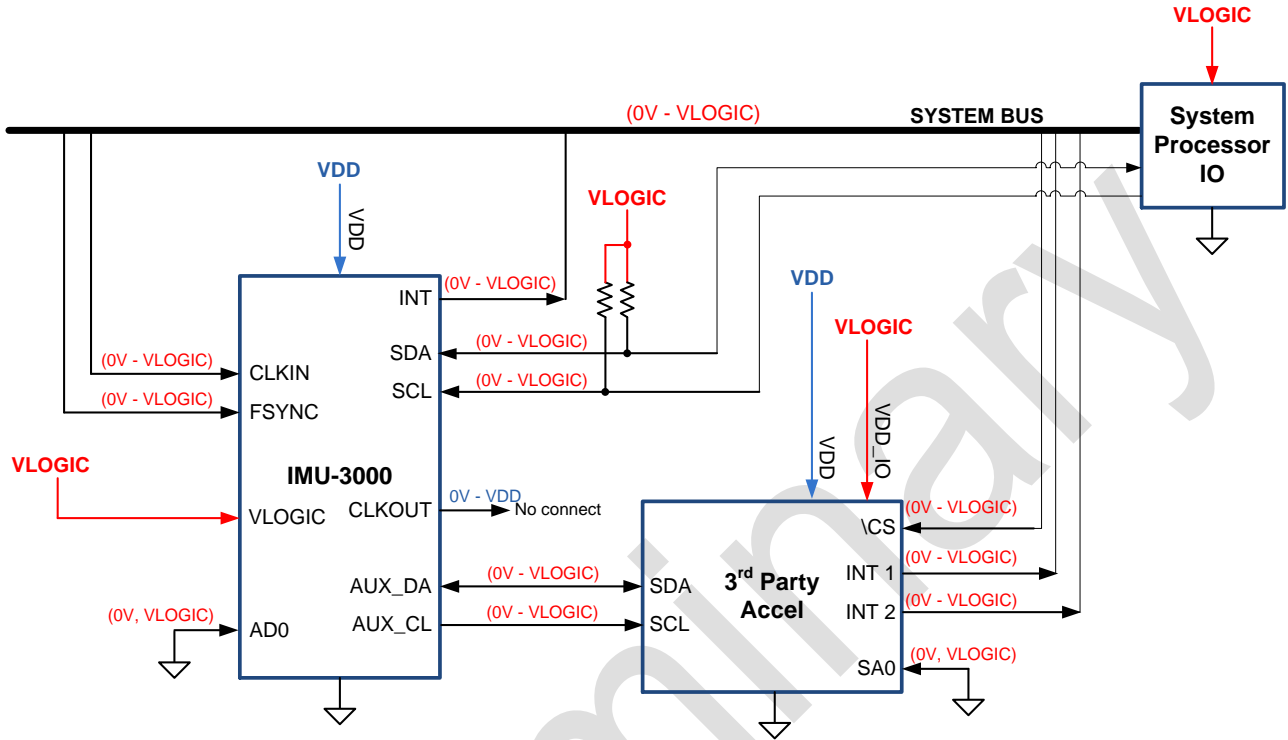 VLOGIC
(0V - VLOGIC)
SYSTEM BUS
System
Processor
IO
VDD
VDD
VLOGIC
INT
(0V - VLOGIC)
VDD
VLOGIC
SDA
(0V - VLOGIC)
(0V - VLOGIC)
CLKIN
SCL
(0V - VLOGIC)
(0V - VLOGIC)
FSYNC
VDD
VDD_IO
VLOGIC
IMU-3000
VLOGIC
CLKOUT
0V - VDD
No connect
\CS
(0V - VLOGIC)
INT 1
(0V - VLOGIC)
AUX_DA
(0V - VLOGIC)
SDA
3rd Party
Accel
INT 2
(0V - VLOGIC)
(0V, VLOGIC)
AD0
AUX_CL
(0V - VLOGIC)
SCL
SA0
(0V, VLOGIC)
minary